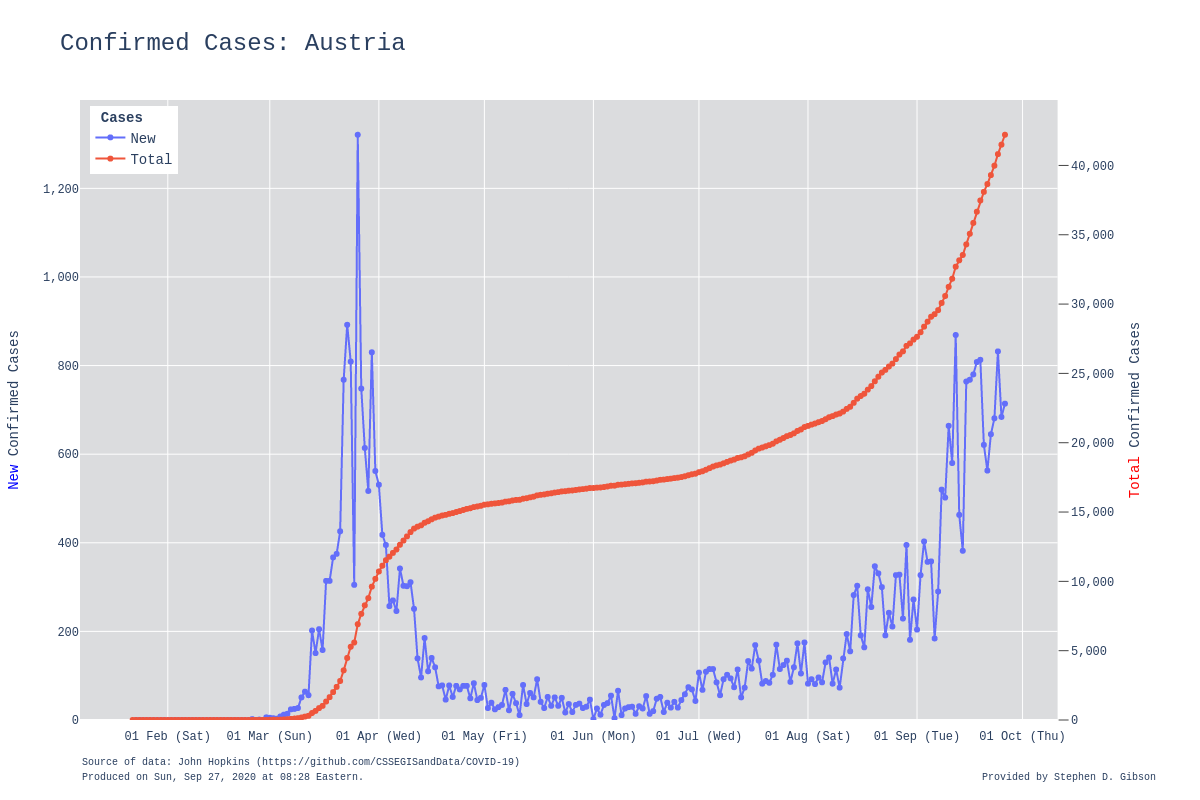 Confirmed Cases: Austria
Cases
New
Total
1,200
1,000
800
600
400
200
0
New Confirmed Cases
40,000
35,000
30,000
25,000
20,000
15,000
10,000
5,000
0
Total Confirmed Cases
01 Feb (Sat) 01 Mar (Sun) 01 Apr (Wed) 01 May (Fri) 01 Jun (Mon) 01 Jul (Wed) 01 Aug (Sat) 01 Sep (Tue) 01 Oct (Thu)
Source of data: John Hopkins (https://github.com/CSSEGISandData/COVID-19)
Produced on Sun, Sep 27, 2020 at 08:28 Eastern.
Provided by Stephen D. Gibson